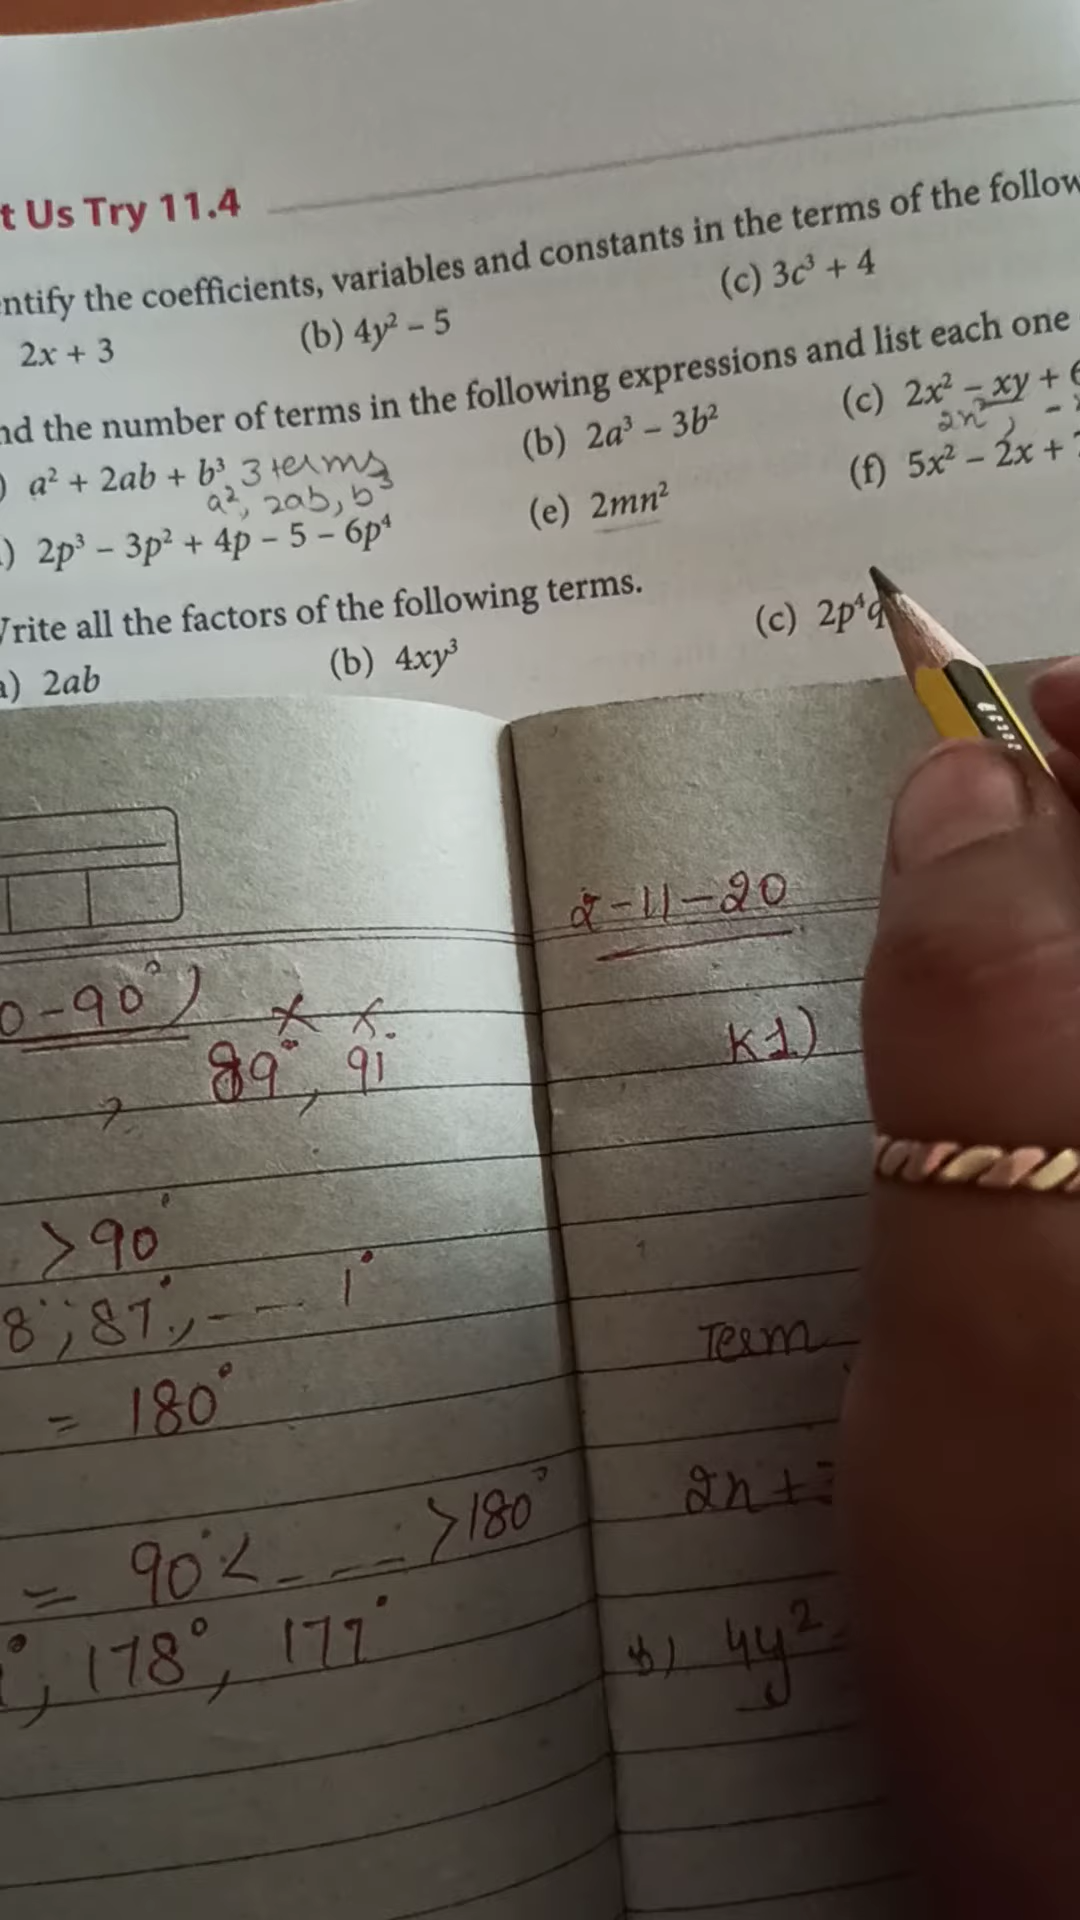 t Us Try 11.4
ntify the coefficients, variables and constants in the terms of the follow
2x + 3 (b) 4y² – 5 (c) 3c³ + 4
nd the number of terms in the following expressions and list each one
) a² + 2ab + b³ 3 terms (b) 2a³ – 3b² (c) 2x² – xy + 6
a², 2ab, b³ 2x², –
) 2p³ – 3p² + 4p – 5 – 6p⁴ (e) 2mn² (f) 5x² – 2x +
rite all the factors of the following terms.
) 2ab (b) 4xy³ (c) 2p⁴q
2-11-20
0-90°) x x.
K1)
, 89°, 91
>90°
8°, 87°, --- 1°
Term
= 180°
2x +
= 90° < _ __ >180°
°, 178°, 177°
b) 4y²